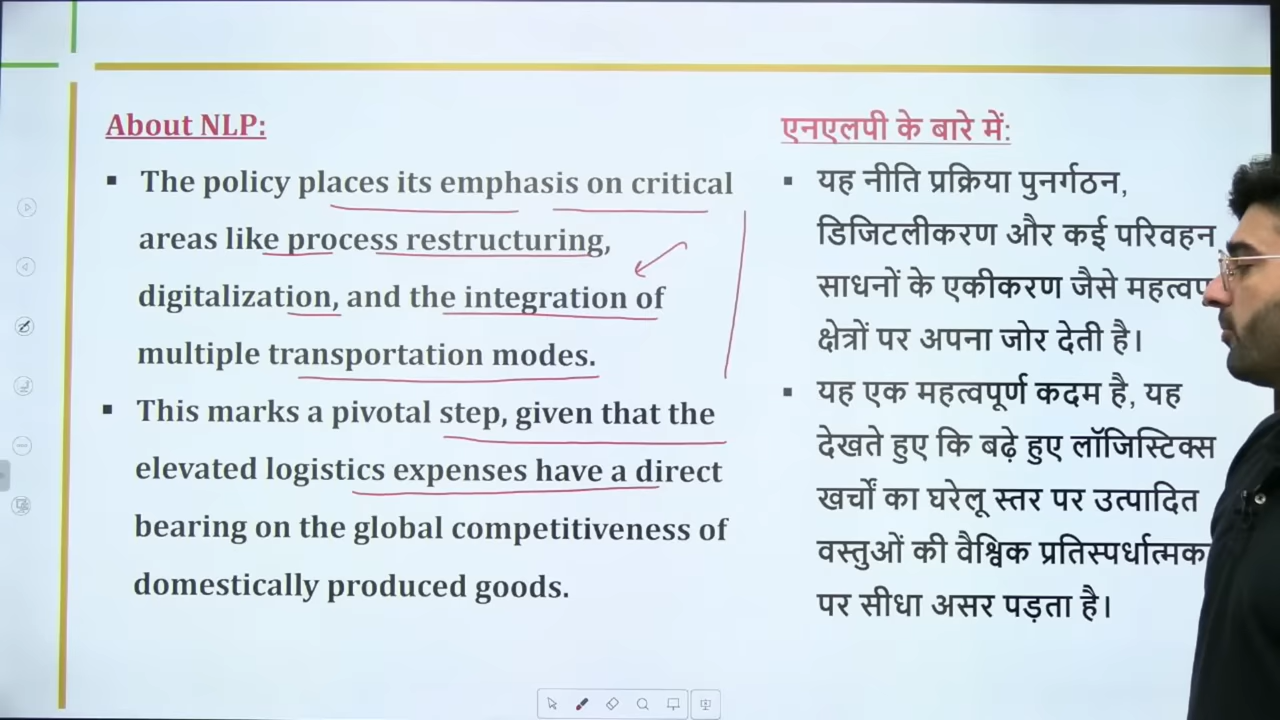 About NLP:
▪ The policy places its emphasis on critical
areas like process restructuring,
digitalization, and the integration of
multiple transportation modes.
▪ This marks a pivotal step, given that the
elevated logistics expenses have a direct
bearing on the global competitiveness of
domestically produced goods.
एनएलपी के बारे में:
▪ यह नीति प्रक्रिया पुनर्गठन,
डिजिटलीकरण और कई परिवहन
साधनों के एकीकरण जैसे
क्षेत्रों पर अपना जोर देती है।
▪ यह एक महत्वपूर्ण कदम है, यह
देखते हुए कि बढ़े हुए लॉजिस्टिक्स
खर्चों का घरेलू स्तर पर उत्पादित
वस्तुओं की वैश्विक
पर सीधा असर पड़ता है।